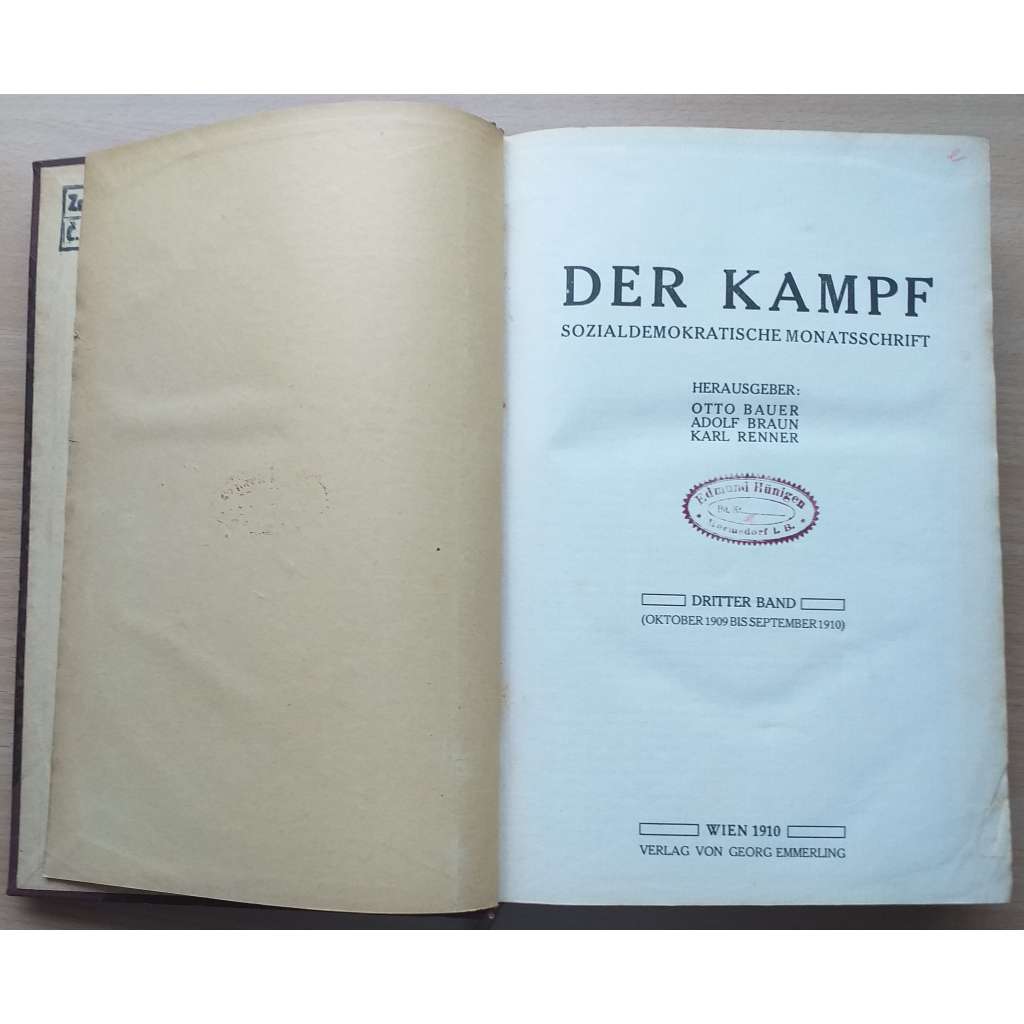 Č.
DER KAMPF
SOZIALDEMOKRATISCHE MONATSSCHRIFT
HERAUSGEBER:
OTTO BAUER
ADOLF BRAUN
KARL RENNER
Edmund Hünigen
i. B.
DRITTER BAND
(OKTOBER 1909 BIS SEPTEMBER 1910)
WIEN 1910
VERLAG VON GEORG EMMERLING